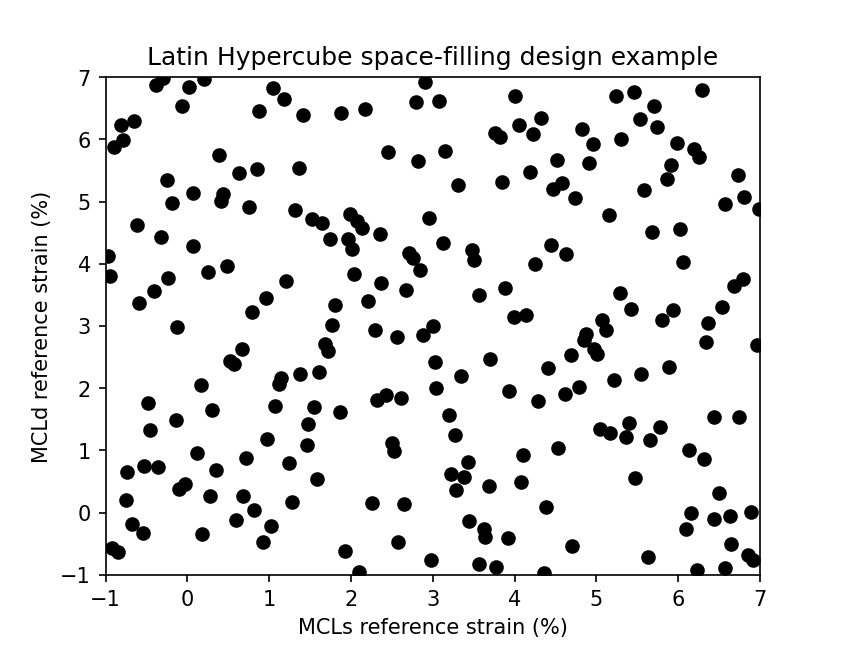 Latin Hypercube space-filling design example
7
6
5
4
3
2
1
0
−1
MCLd reference strain (%)
−1 0 1 2 3 4 5 6 7
MCLs reference strain (%)